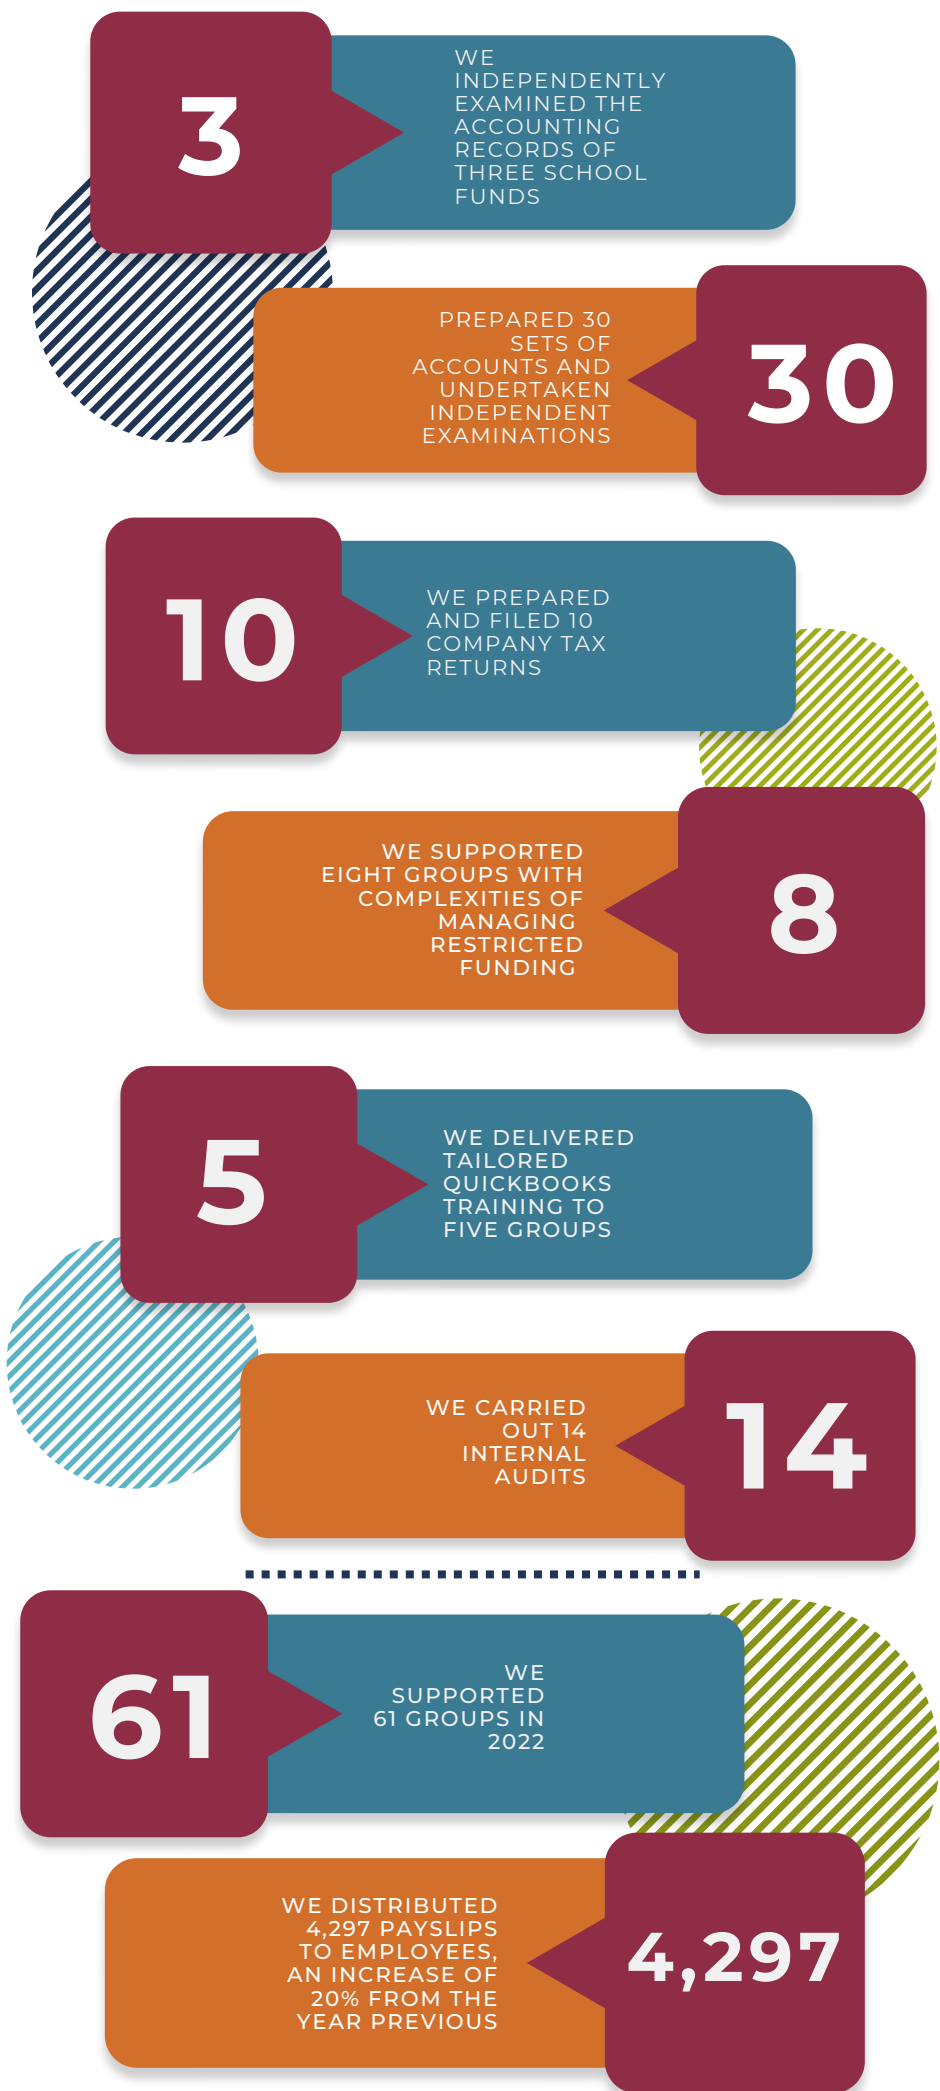 3
WE
INDEPENDENTLY
EXAMINED THE
ACCOUNTING
RECORDS OF
THREE SCHOOL
FUNDS
PREPARED 30
SETS OF
ACCOUNTS AND
UNDERTAKEN
INDEPENDENT
EXAMINATIONS
30
10
WE PREPARED
AND FILED 10
COMPANY TAX
RETURNS
WE SUPPORTED
EIGHT GROUPS WITH
COMPLEXITIES OF
MANAGING
RESTRICTED
FUNDING
8
5
WE DELIVERED
TAILORED
QUICKBOOKS
TRAINING TO
FIVE GROUPS
WE CARRIED
OUT 14
INTERNAL
AUDITS
14
61
WE
SUPPORTED
61 GROUPS IN
2022
WE DISTRIBUTED
4,297 PAYSLIPS
TO EMPLOYEES,
AN INCREASE OF
20% FROM THE
YEAR PREVIOUS
4,297